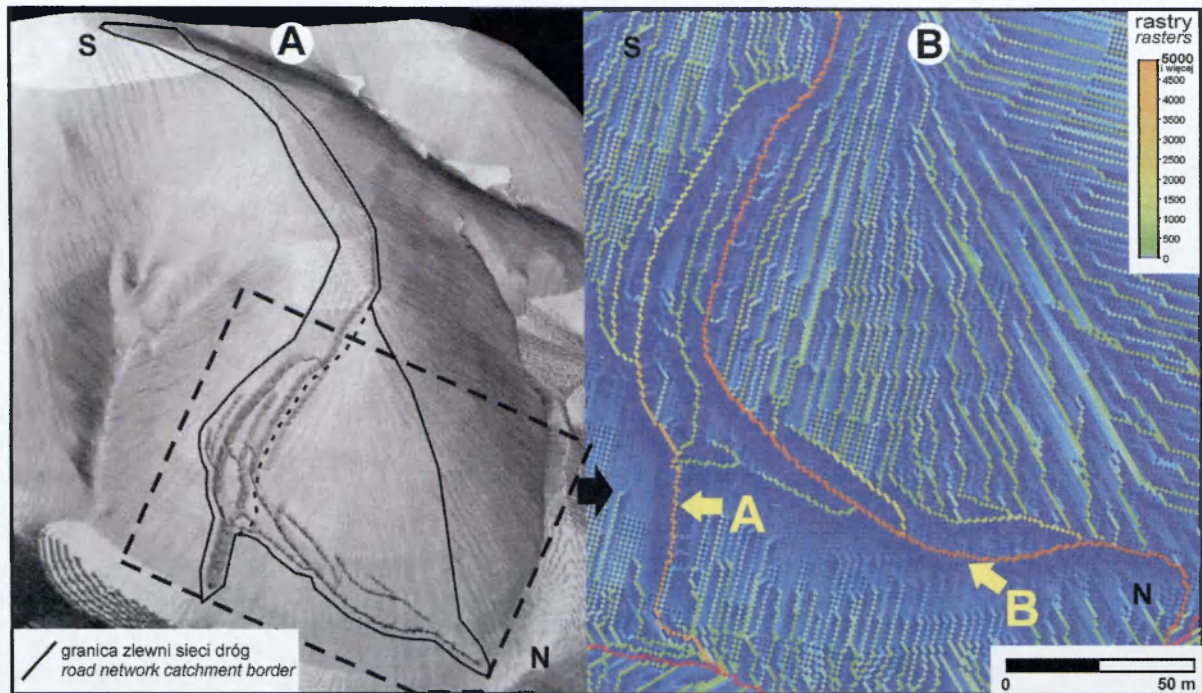 S
A
granica zlewni sieci dróg
road network catchment border
N
S
B
rastry
rasters
5000
i więcej
4500
4000
3500
3000
2500
2000
1500
1000
500
0
A
B
N
0
50 m